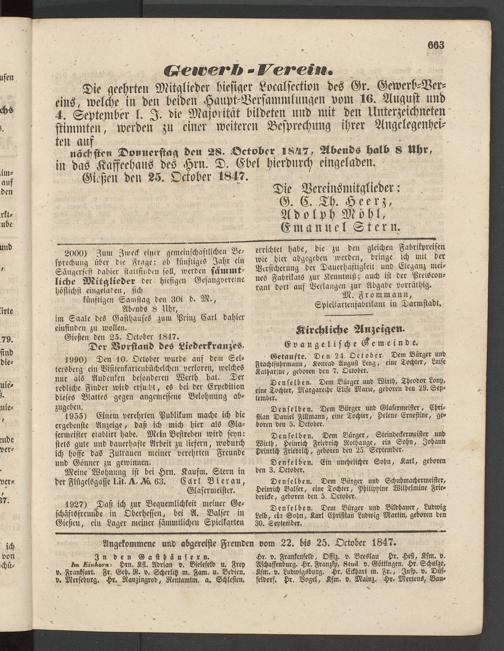 663
Gewerb-Verein.
Die geehrten Mitglieder hiesiger Localsection des Gr. Gewerb-Ver-
eins, welche in den beiden Haupt-Versammlungen vom 16. August und
4. September l. J. die Majorität bildeten und mit den Unterzeichneten
stimmten, werden zu einer weiteren Besprechung ihrer Angelegenhei-
ten auf
nächsten Donnerstag den 28. October 1847, Abends halb 8 Uhr,
in das Kaffeehaus des Hrn. D. Ebel hierdurch eingeladen.
Gießen den 25. October 1847.
Die Vereinsmitglieder:
G. C. Th. Heerz,
Adolph Möhl,
Emanuel Stern.
2000) Zum Zweck einer gemeinschaftlichen Be-
sprechung über die Frage: ob künftiges Jahr ein
Sängerfest dahier stattfinden soll, werden sämmt-
liche Mitglieder der hiesigen Gesangvereine
höflichst eingeladen, sich
künftigen Samstag den 30t d. M.,
Abends 8 Uhr,
im Saale des Gasthauses zum Prinz Carl dahier
einfinden zu wollen.
Gießen den 25. October 1847.
Der Vorstand des Liederkranzes.
1990) Den 10. October wurde auf dem Sel-
tersberg ein Visitenkartenbüchelchen verloren, welches
nur als Andenken besonderen Werth hat. Der
redliche Finder wird ersucht, es bei der Expedition
dieses Blattes gegen angemessene Belohnung ab-
zugeben.
1955) Einem verehrten Publikum mache ich die
ergebenste Anzeige, daß ich mich hier als Gla-
sermeister etablirt habe. Mein Bestreben wird seyn:
stets gute und dauerhafte Arbeit zu liefern, wodurch
ich hoffe das Zutrauen meiner verehrten Freunde
und Gönner zu gewinnen.
Meine Wohnung ist bei Hrn. Kaufm. Stern in
der Flügelsgasse Lit. A. № 63. Carl Bierau,
Glasermeister.
1927) Daß ich zur Bequemlichkeit meiner Ge-
schäftsfreunde in Oberhessen, bei A. Balser in
Gießen, ein Lager meiner sämmtlichen Spielkarten
errichtet habe, die zu den gleichen Fabrikpreisen
wie hier abgegeben werden, bringe ich mit der
Versicherung der Dauerhaftigkeit und Eleganz mei-
nes Fabrikats zur Kenntniß; auch ist der Preiscou-
rant dort auf Verlangen zur Abgabe vorräthig.
M. Frommann,
Spielkartenfabrikant in Darmstadt.
Kirchliche Anzeigen.
Evangelische Gemeinde.
Getaufte. Den 24. October. Dem Bürger und
Frachtfuhrmann, Konrad August Leng, eine Tochter, Luise
Katharine, geboren den 7. October.
Denselben. Dem Bürger und Wirth, Theodor Lony,
eine Tochter, Margarethe Elise Marie, geboren den 29. Sep-
tember.
Denselben. Dem Bürger und Glasermeister, Chri-
stian Daniel Fillmann, eine Tochter, Helene Ernestine, ge-
boren den 5. October.
Denselben. Dem Bürger, Steindeckermeister und
Wirth, Heinrich Friedrich Neßhange, ein Sohn, Johann
Heinrich Friedrich, geboren den 25. September.
Denselben. Ein unehelicher Sohn, Karl, geboren
den 3. October.
Denselben. Dem Bürger und Schuhmachermeister,
Heinrich Balser, eine Tochter, Philippine Wilhelmine Frie-
dricke, geboren den 5. October.
Denselben. Dem Bürger und Bildhauer, Ludwig
Leib, ein Sohn, Karl Christian Ludwig Martin, geboren den
30. September.
Angekommene und abgereiste Fremden vom 22. bis 25. October 1847.
In den Gasthäusern.
Im Einhorn: Hrn. Kfl. Adrian v. Bielefeld u. Frey
v. Frankfurt. Fr. Geh. R. v. Scherlitz m. Fam. u. Bedien.
v. Merseburg. Hr. Ranzingrod, Rentamtm. a. Schlesien.
Hr. v. Frankenfeld, Offiz. v. Breslau. Hr. Heß, Kfm. v.
Aschaffenburg. Hr. Franzky, Stud. v. Göttingen. Hr. Schulze,
Kfm. v. Ludwigsburg. Hr. Eckhart m. Fr., Insp. v. Düs-
seldorf. Hr. Vogel, Kfm. v. Mainz. Hr. Mertens, Bau-